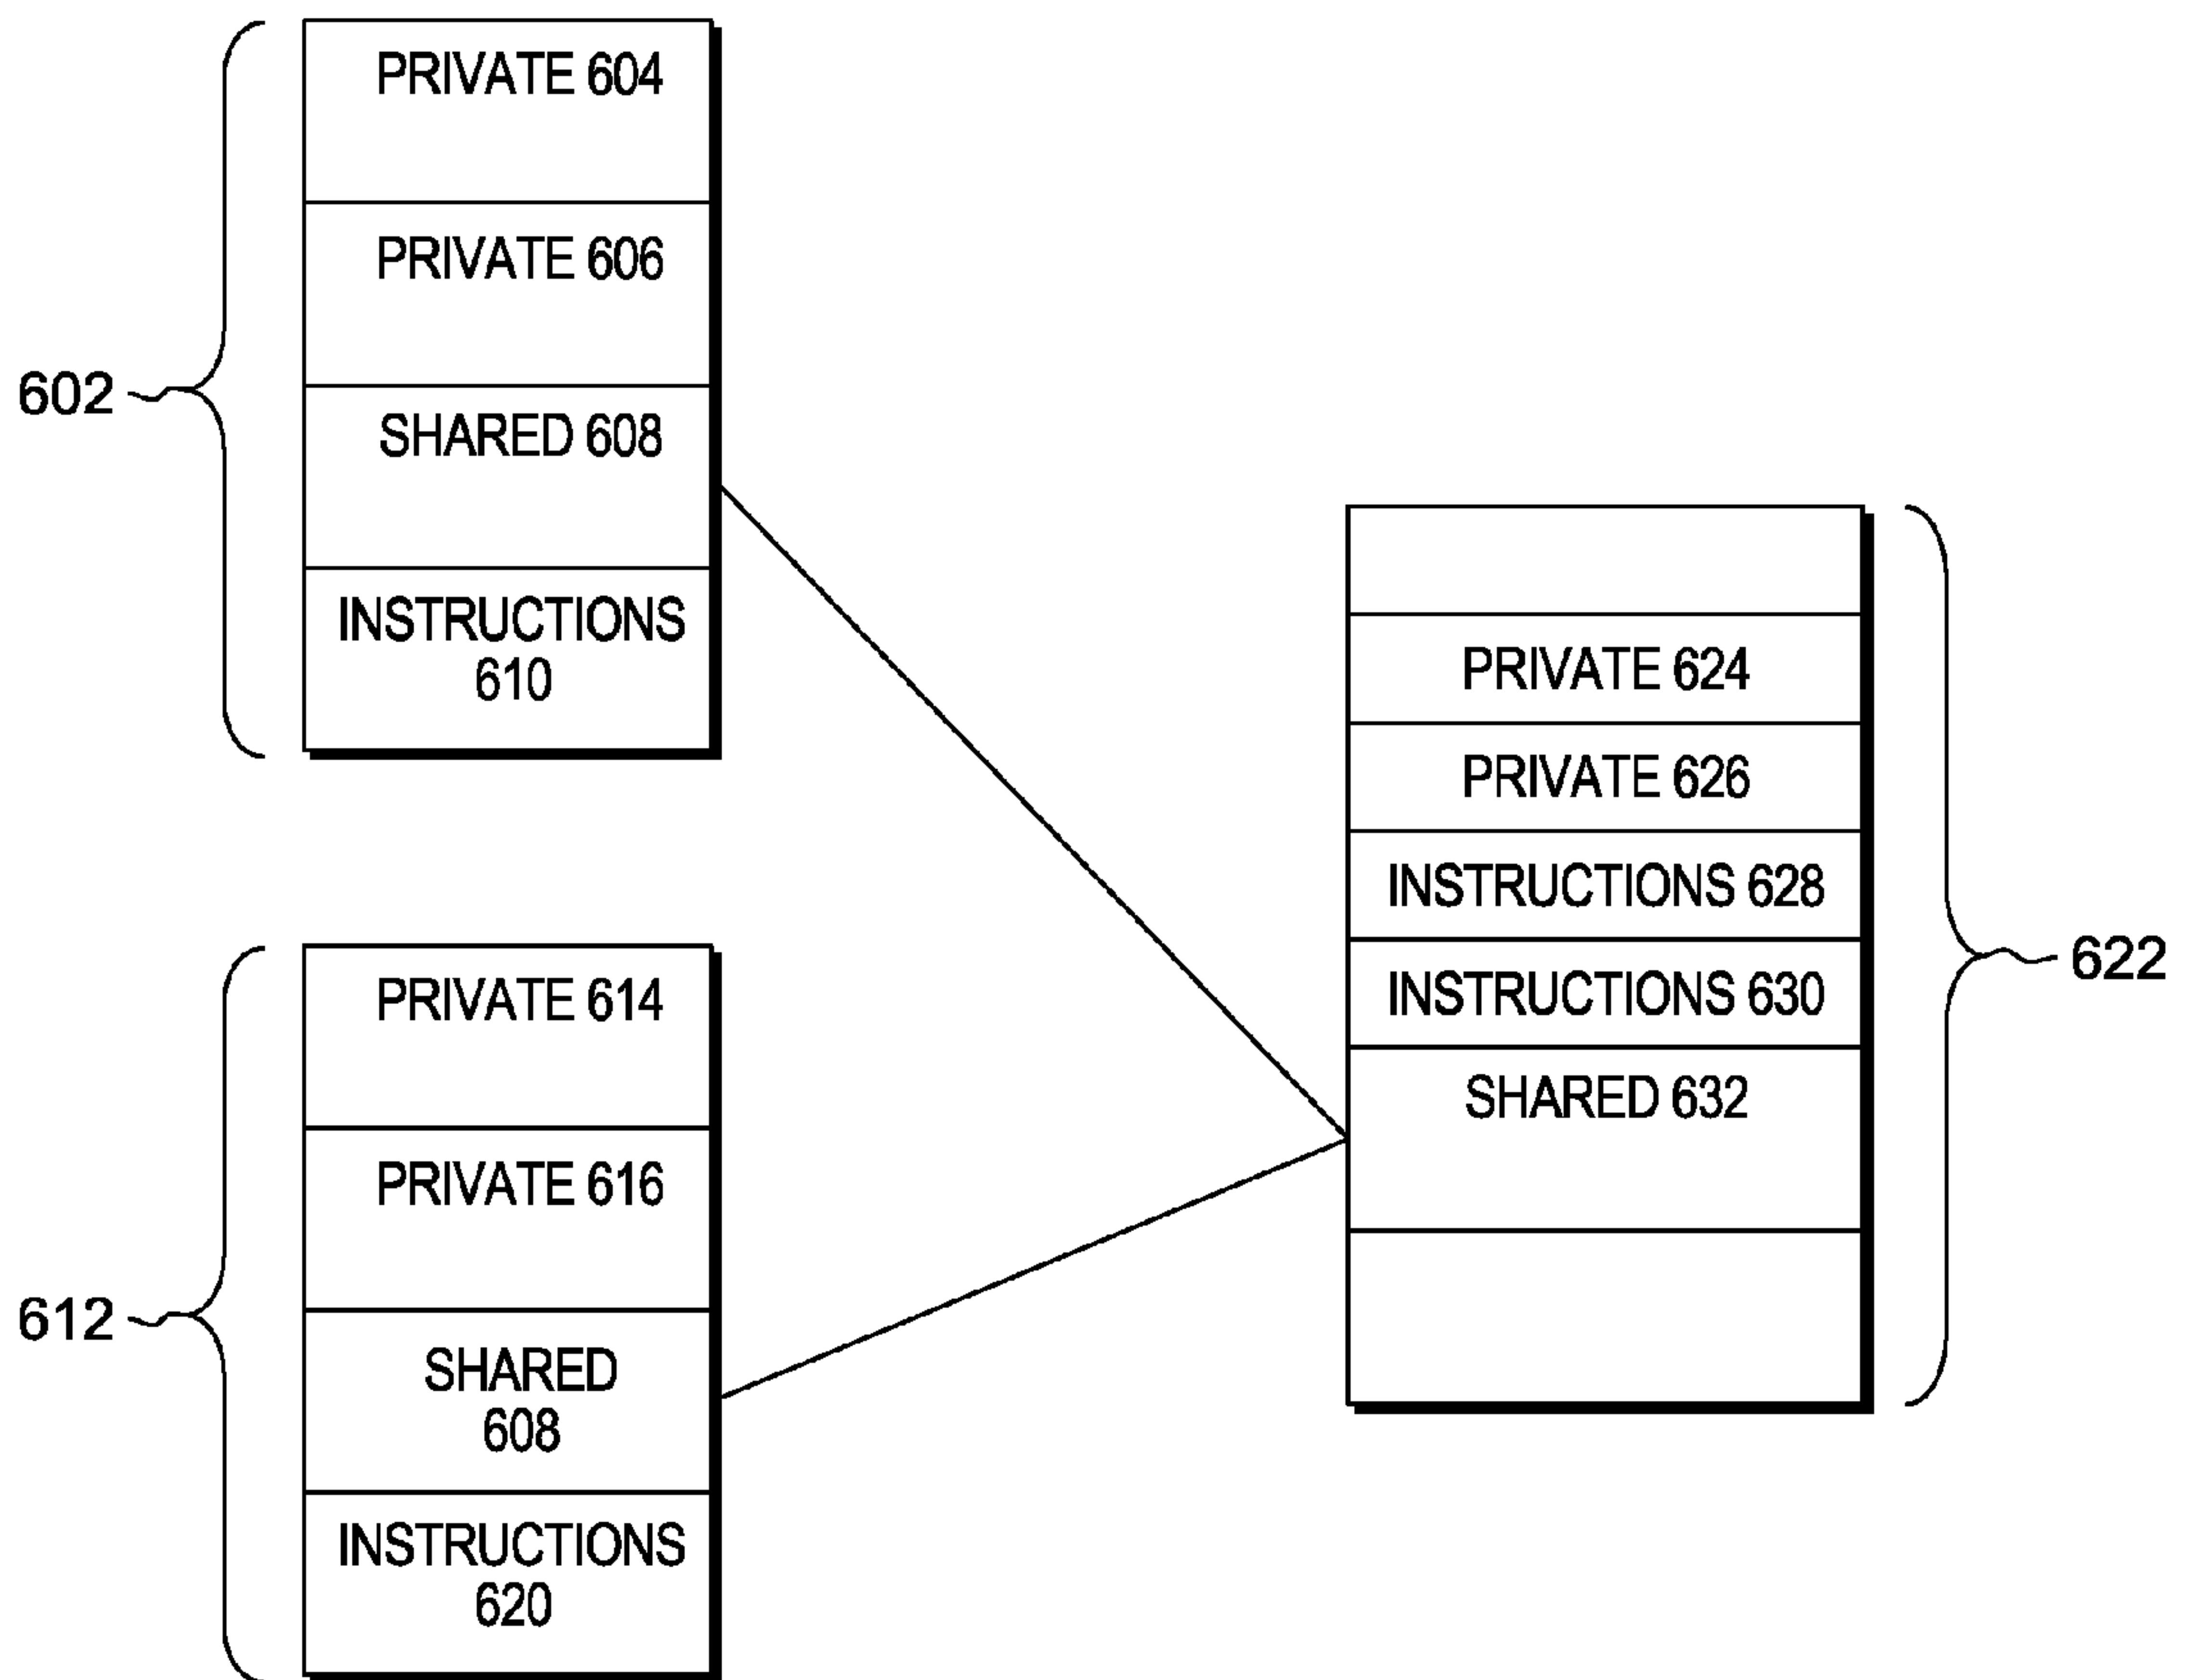 PRIVATE 604
PRIVATE 606
602
SHARED 608
INSTRUCTIONS
610
PRIVATE 614
PRIVATE 616
612
SHARED
608
INSTRUCTIONS
620
PRIVATE 624
PRIVATE 626
INSTRUCTIONS 628
INSTRUCTIONS 630
622
SHARED 632